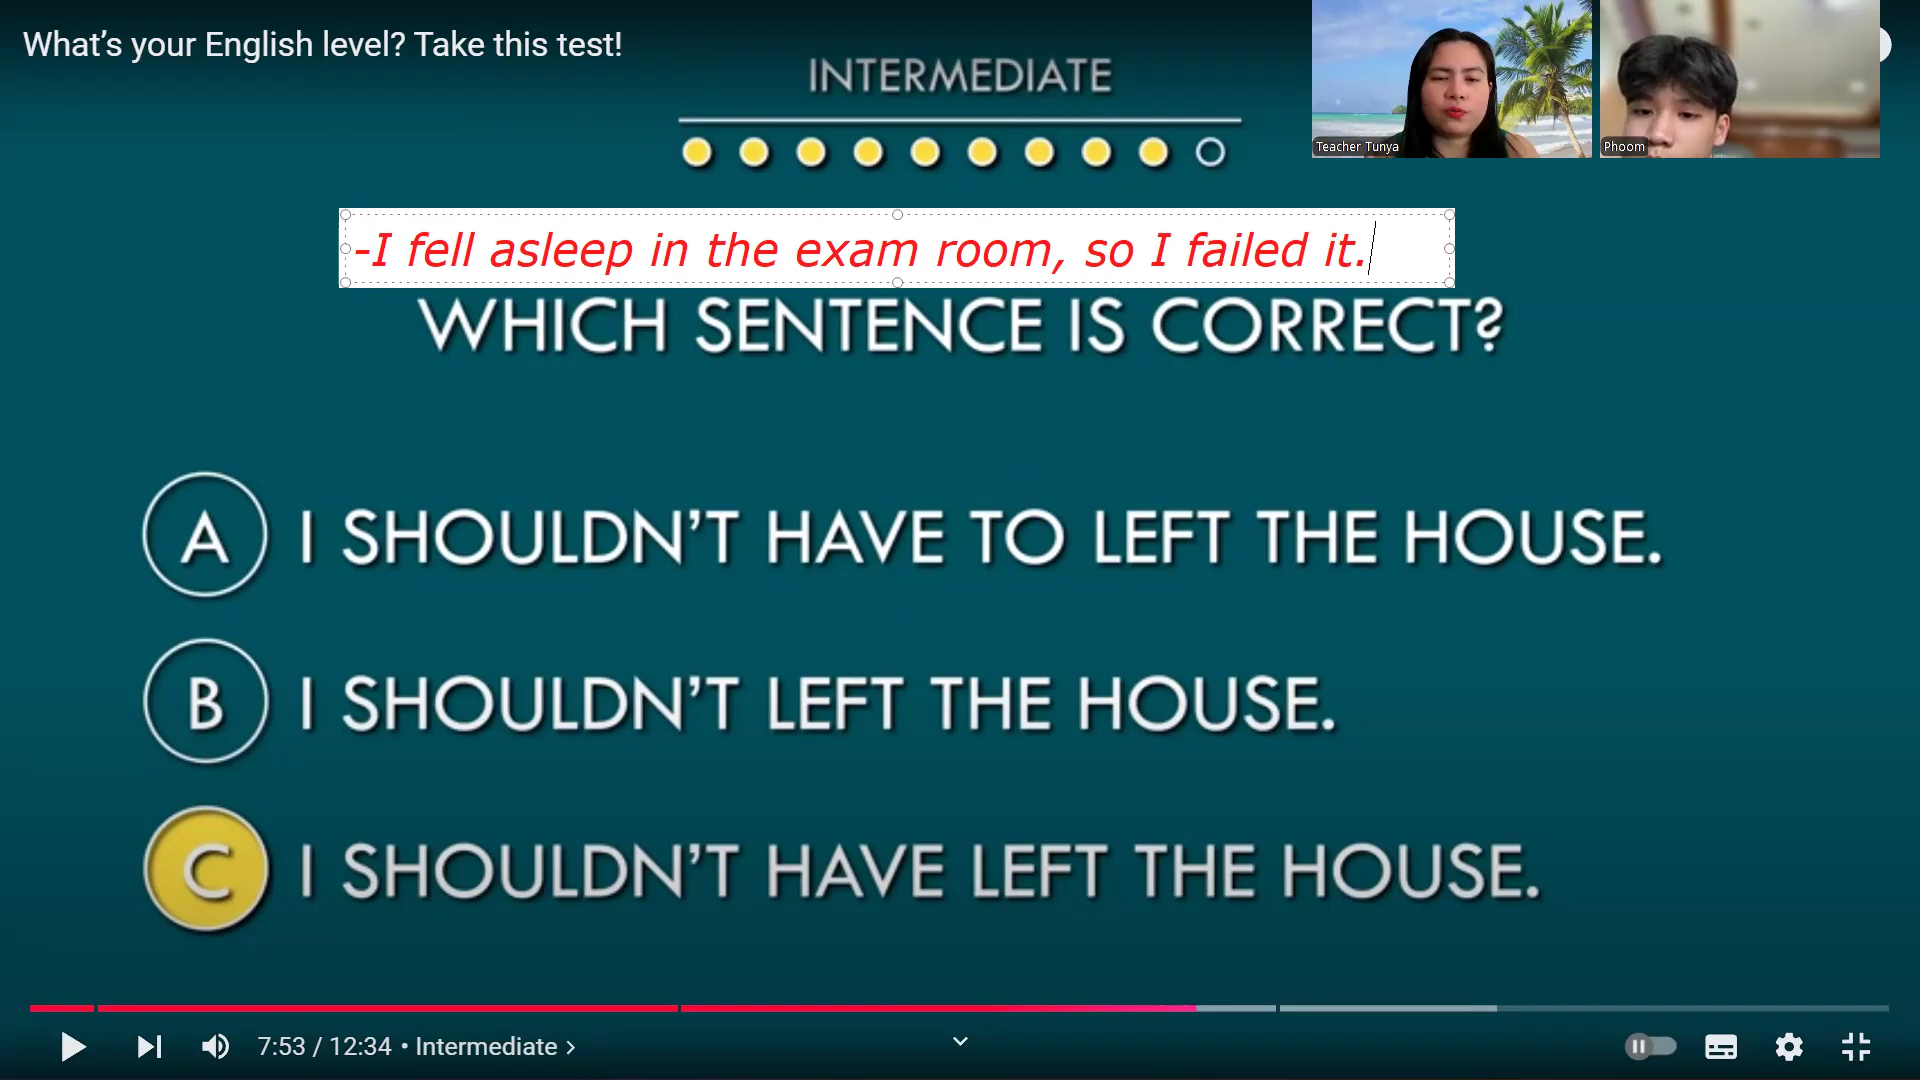 What's your English level? Take this test!
INTERMEDIATE
Teacher Tunya
Phoom
-I fell asleep in the exam room, so I failed it.
WHICH SENTENCE IS CORRECT?
A I SHOULDN'T HAVE TO LEFT THE HOUSE.
B I SHOULDN'T LEFT THE HOUSE.
C I SHOULDN'T HAVE LEFT THE HOUSE.
7:53 / 12:34 • Intermediate >